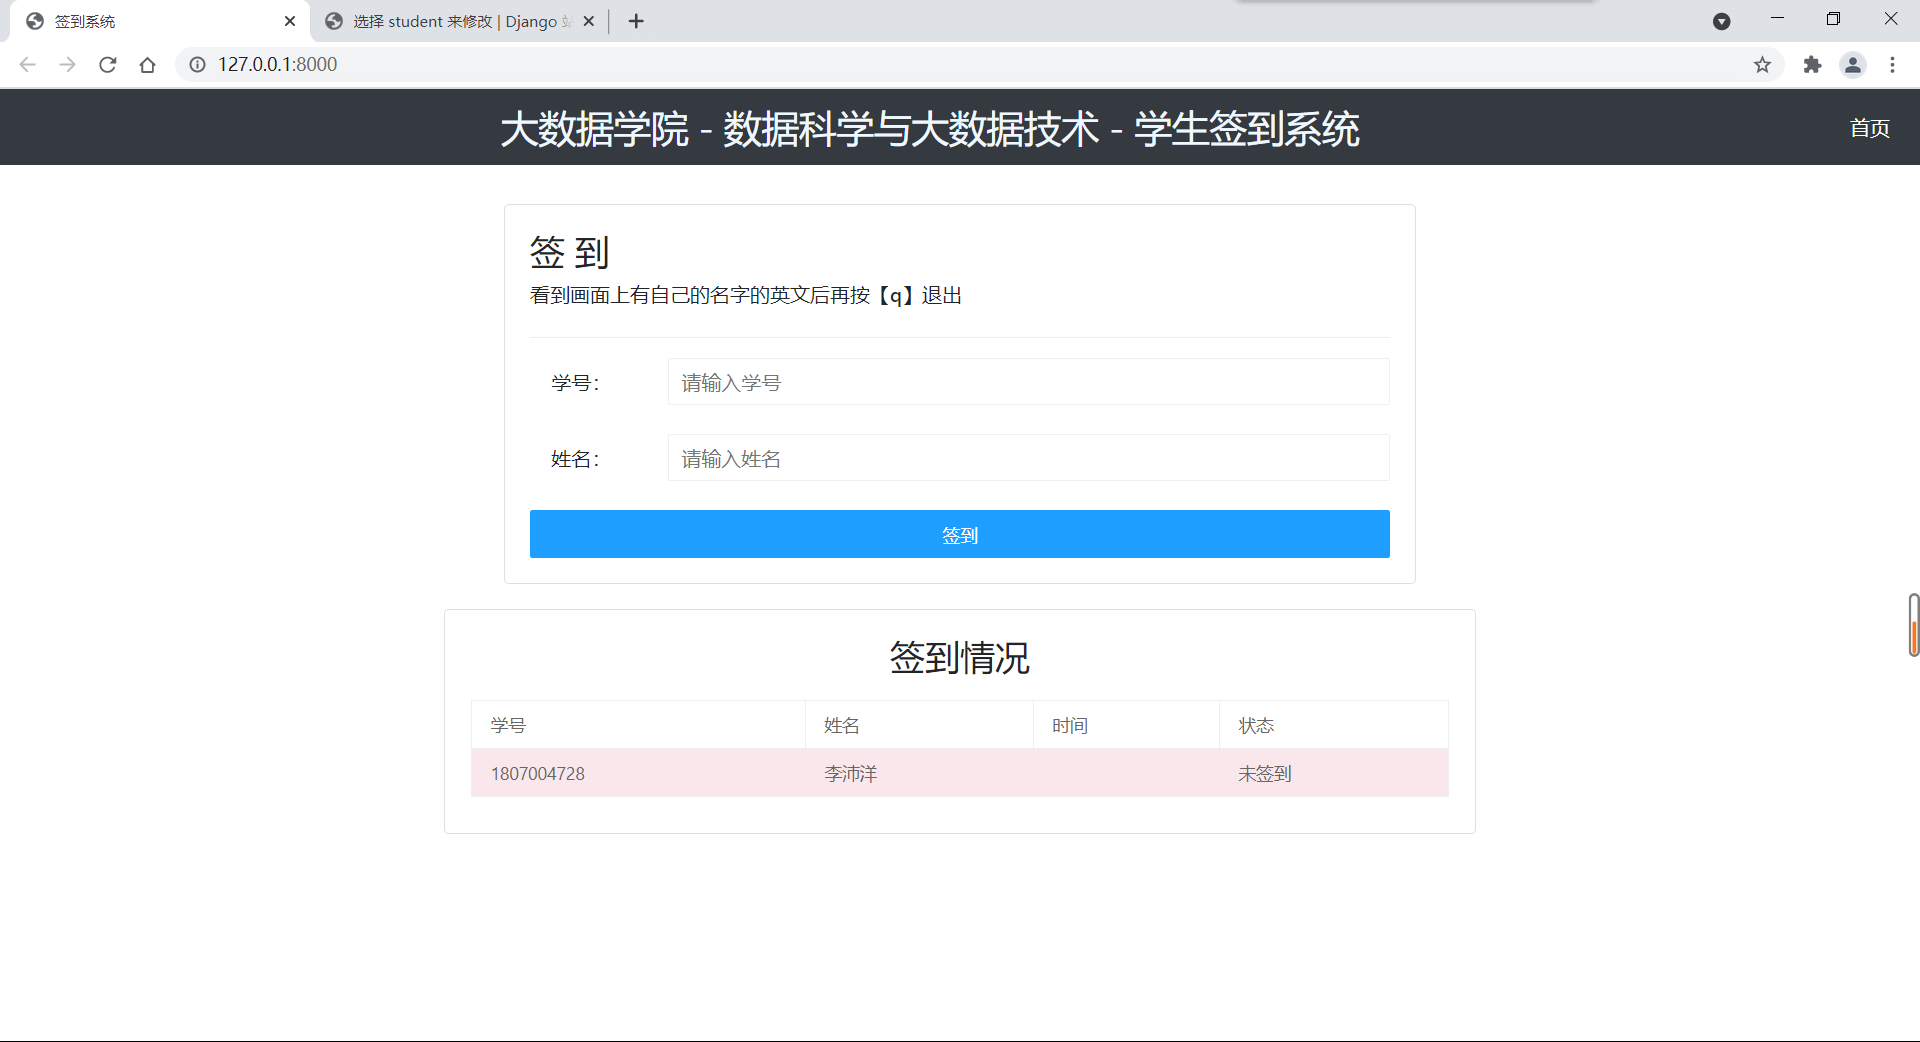 签到系统
选择 student 来修改 | Django 站
127.0.0.1:8000
大数据学院 - 数据科学与大数据技术 - 学生签到系统
首页
签 到
看到画面上有自己的名字的英文后再按【q】退出
学号：
请输入学号
姓名：
请输入姓名
签到
签到情况
学号 姓名 时间 状态
1807004728 李沛洋 未签到